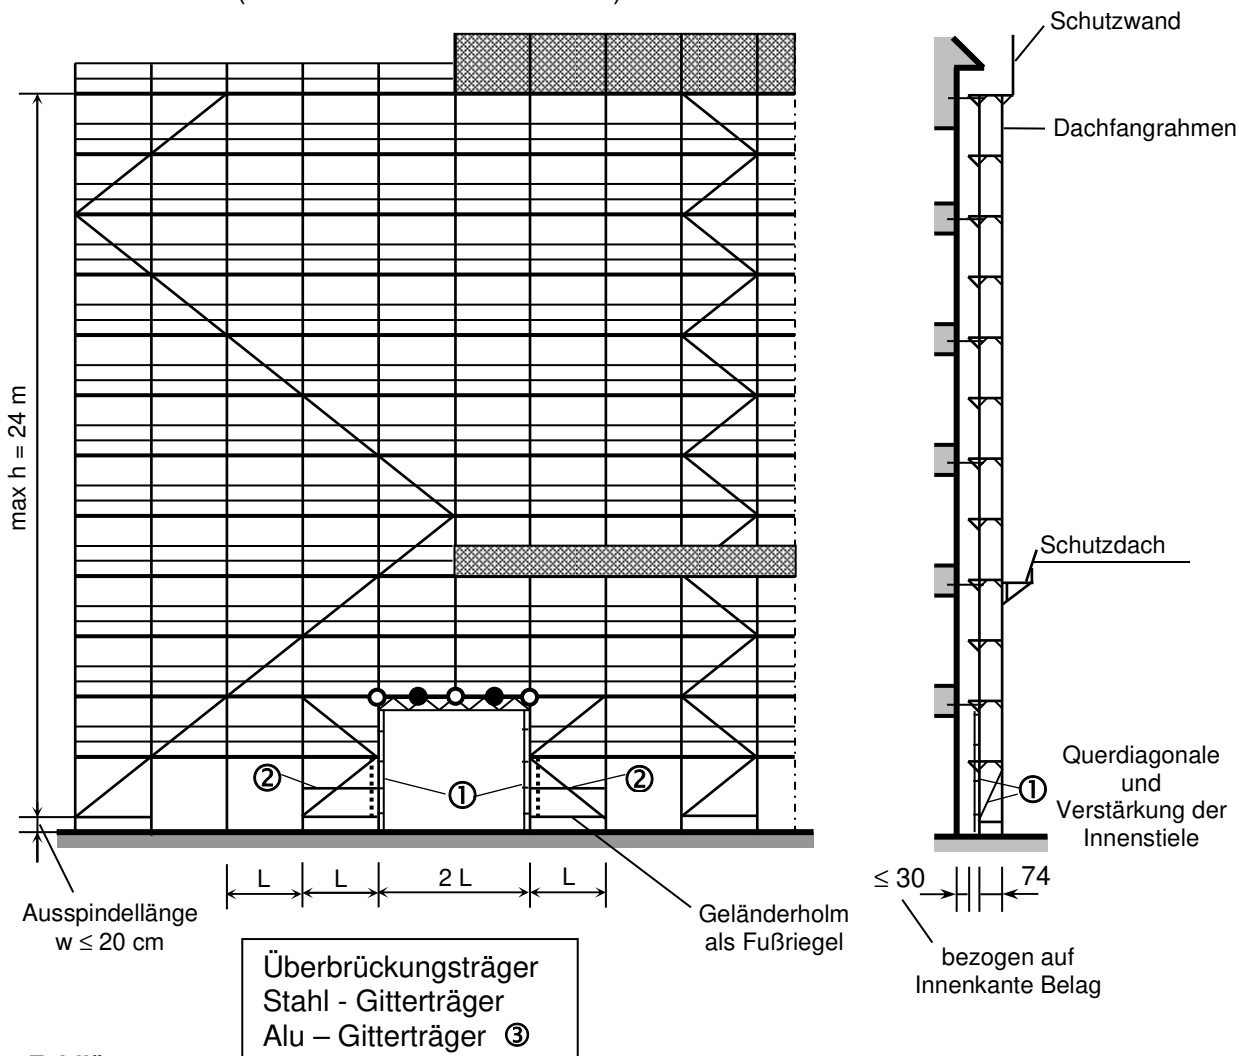 Schutzwand
Dachfangrahmen
max h = 24 m
Schutzdach
②
①
②
Querdiagonale
und
①
Verstärkung der
Innenstiele
L
L
2 L
L
≤ 30
74
Ausspindellänge
w ≤ 20 cm
Geländerholm
als Fußriegel
bezogen auf
Innenkante Belag
Überbrückungsträger
Stahl - Gitterträger
Alu – Gitterträger ③